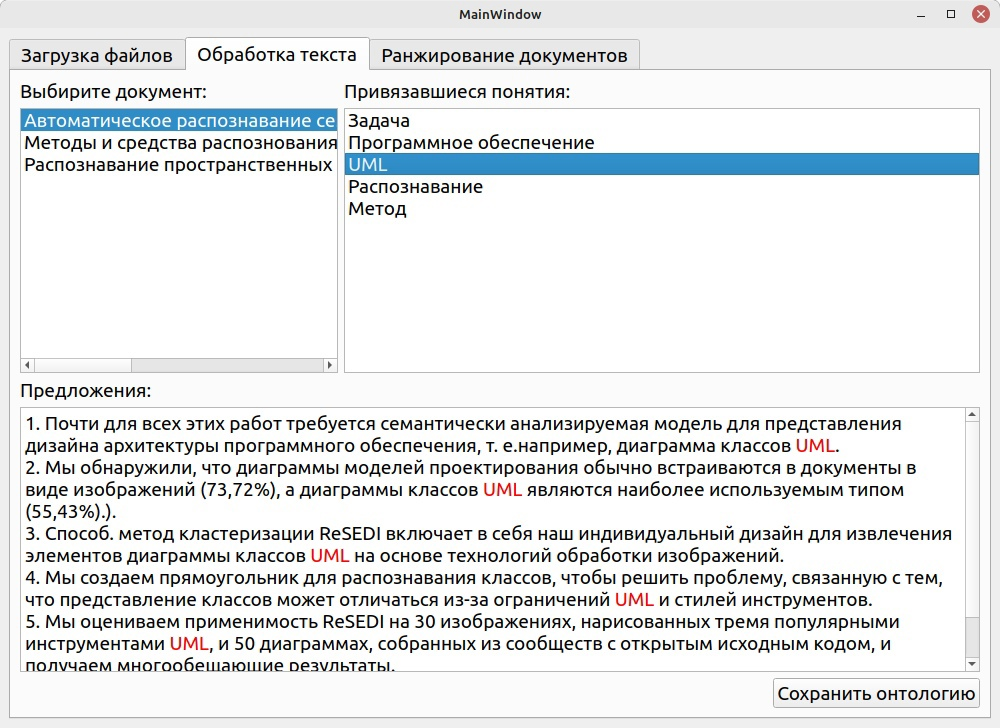 MainWindow
Загрузка файлов
Обработка текста
Ранжирование документов
Выбирите документ:
Привязавшиеся понятия:
Автоматическое распознавание се
Методы и средства распознования
Распознавание пространственных
Задача
Программное обеспечение
UML
Распознавание
Метод
Предложения:
1. Почти для всех этих работ требуется семантически анализируемая модель для представления
дизайна архитектуры программного обеспечения, т. е.например, диаграмма классов UML.
2. Мы обнаружили, что диаграммы моделей проектирования обычно встраиваются в документы в
виде изображений (73,72%), а диаграммы классов UML являются наиболее используемым типом
(55,43%).).
3. Способ. метод кластеризации ReSEDI включает в себя наш индивидуальный дизайн для извлечения
элементов диаграммы классов UML на основе технологий обработки изображений.
4. Мы создаем прямоугольник для распознавания классов, чтобы решить проблему, связанную с тем,
что представление классов может отличаться из-за ограничений UML и стилей инструментов.
5. Мы оцениваем применимость ReSEDI на 30 изображениях, нарисованных тремя популярными
инструментами UML, и 50 диаграммах, собранных из сообществ с открытым исходным кодом, и
получаем многообещающие результаты.
Сохранить онтологию